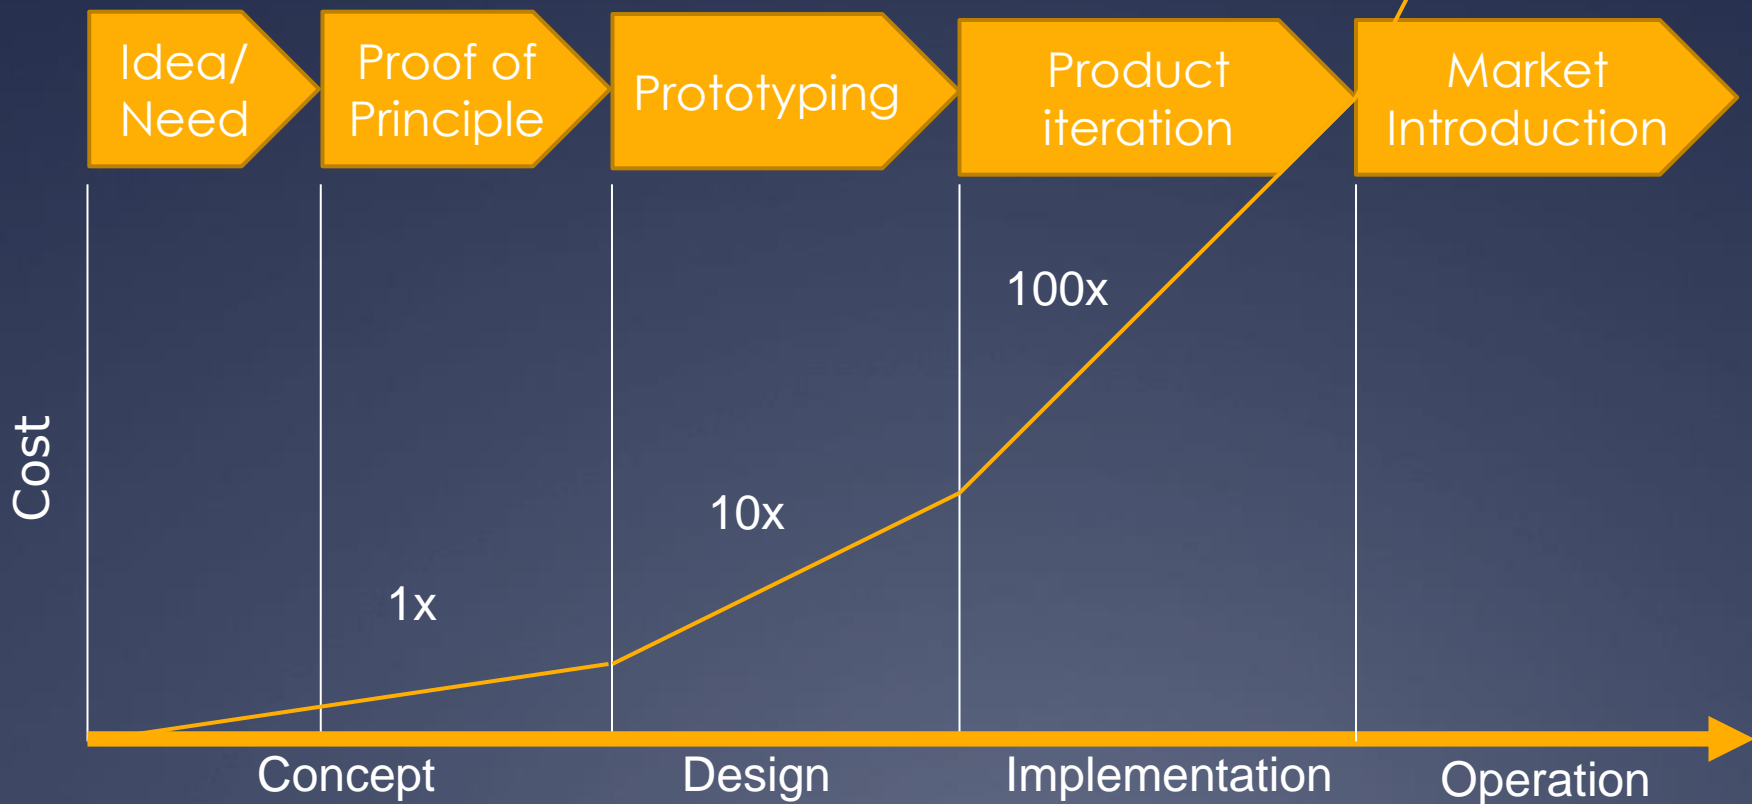 Idea/
Need
Proof of
Principle
Prototyping
Product
iteration
Market
Introduction
100x
10x
1x
Cost
Concept
Design
Implementation
Operation